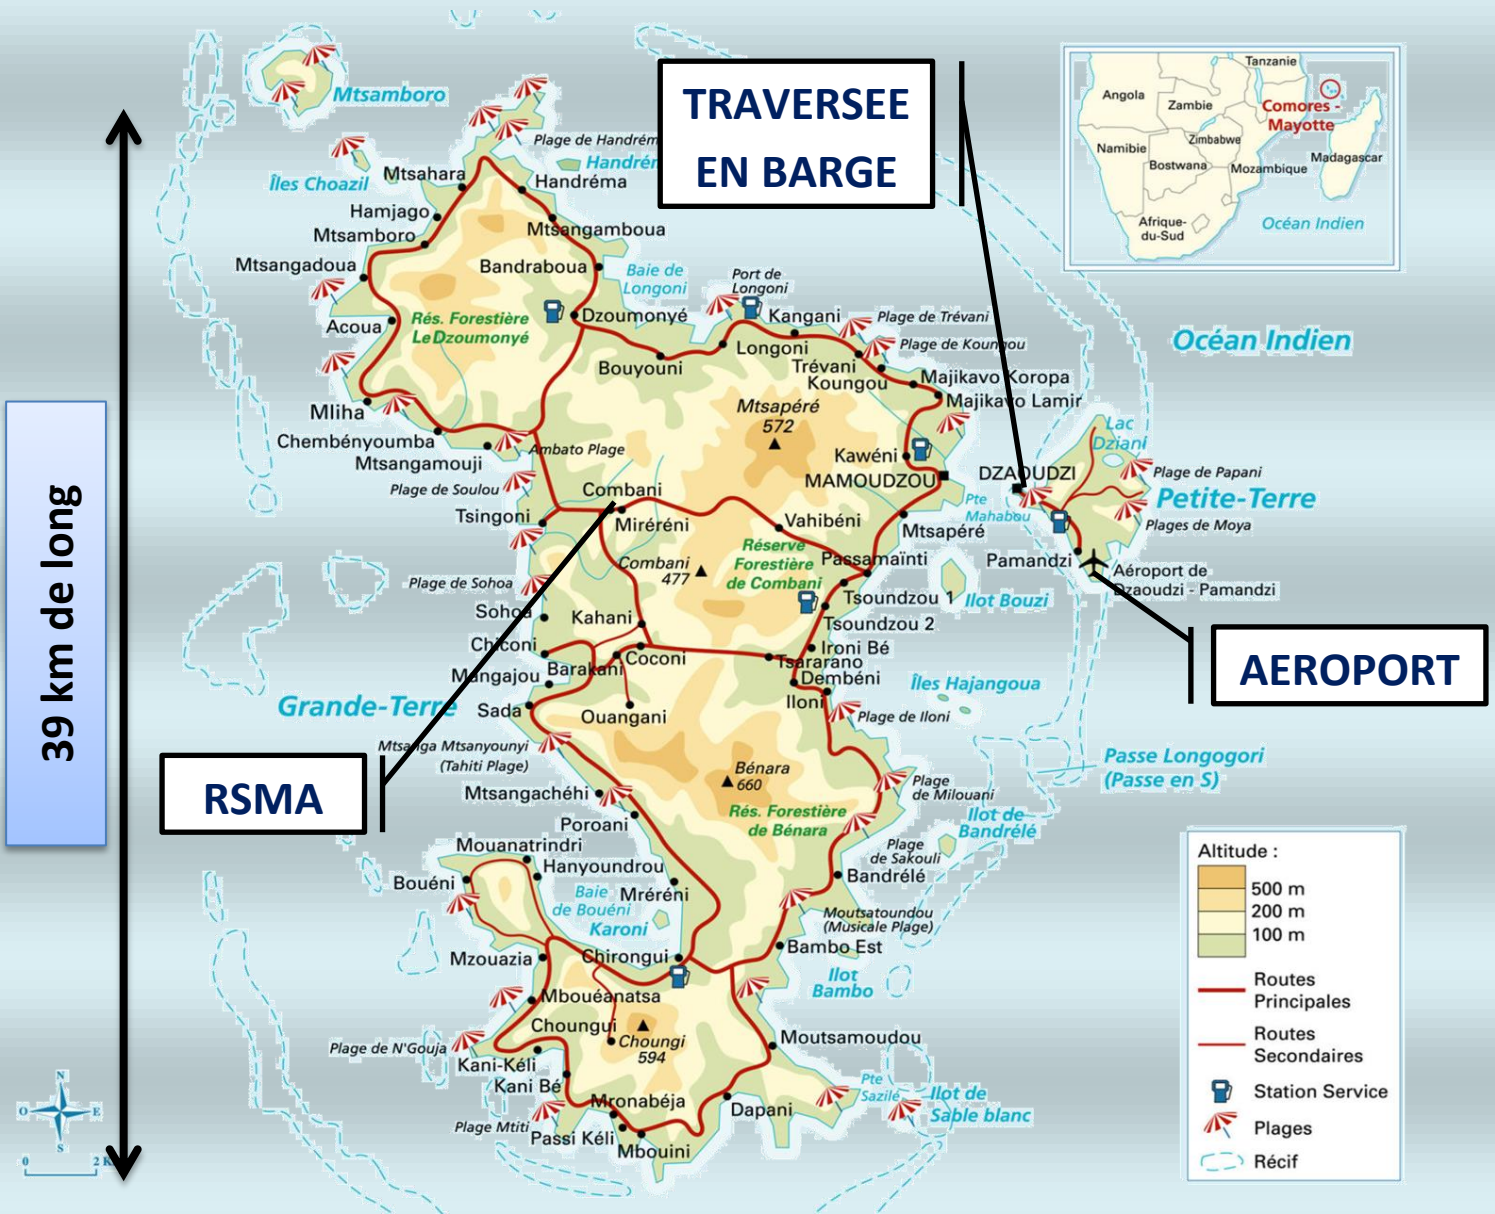 TRAVERSEE
EN BARGE
Tanzanie
Angola
Zambie
Comores -
Mayotte
Zimbabwe
Namibie
Bostwana
Mozambique
Madagascar
Afrique-
du-Sud
Océan Indien
Mtsamboro
Plage de Handrém
Handrér
Îles Choazil
Mtsahara
Handréma
Hamjago
Mtsamboro
Mtsangamboua
Mtsangadoua
Bandraboua
Baie de
Longoni
Port de
Longoni
Acoua
Rés. Forestière
Le Dzoumonyé
Dzoumonyé
Kangani
Plage de Trévani
Océan Indien
Bouyouni
Longoni
Plage de Koungou
Trévani
Koungou
Majikavo Koropa
Majikavo Lamir
Mliha
Mtsapéré
572
Chembényoumba
Mtsangamouji
Ambato Plage
Kawéni
Lac
Dziani
MAMOUDZOU
DZAOUDZI
Plage de Papani
Petite-Terre
Plages de Moya
Plage de Soulou
Combani
Tsingoni
Miréréni
Vahibéni
Pte
Mahabou
Mtsapéré
39 km de long
Combani
477
Réserve
Forestière
de Combani
Passamaïnti
Pamandzi
Aéroport de
Dzaoudzi - Pamandzi
Plage de Sohoa
Sohoa
Kahani
Tsoundzou 1
Ilot Bouzi
Tsoundzou 2
Chiconi
Coconi
Ironi Bé
Tsararano
AEROPORT
Mangajou
Barakani
Dembéni
Îles Hajangoua
Grande-Terre
Sada
Ouangani
Iloni
Plage de Iloni
Mtsanga Mtsanyounyi
(Tahiti Plage)
Passe Longogori
(Passe en S)
RSMA
Bénara
660
Mtsangachéhi
Plage
de Milouani
Poroani
Rés. Forestière
de Bénara
Ilot de
Bandrélé
Mouanatrindri
Hanyoundrou
Plage
de Sakouli
Bouéni
Baie
de Bouéni
Mréréni
Bandrélé
Karoni
Moutsatoundou
(Musicale Plage)
Mzouazia
Chirongui
Bambo Est
Ilot
Bambo
Mbouéanatsa
Choungui
Choungi
594
Moutsamoudou
Plage de N'Gouja
Kani-Kéli
Kani Bé
Pte
Sazilé
Ilot de
Sable blanc
Mronabéja
Dapani
Plage Mtiti
Passi Kéli
Mbouini
Altitude :
500 m
200 m
100 m
Routes
Principales
Routes
Secondaires
Station Service
Plages
Récif
N
O
E
S
0
2 K